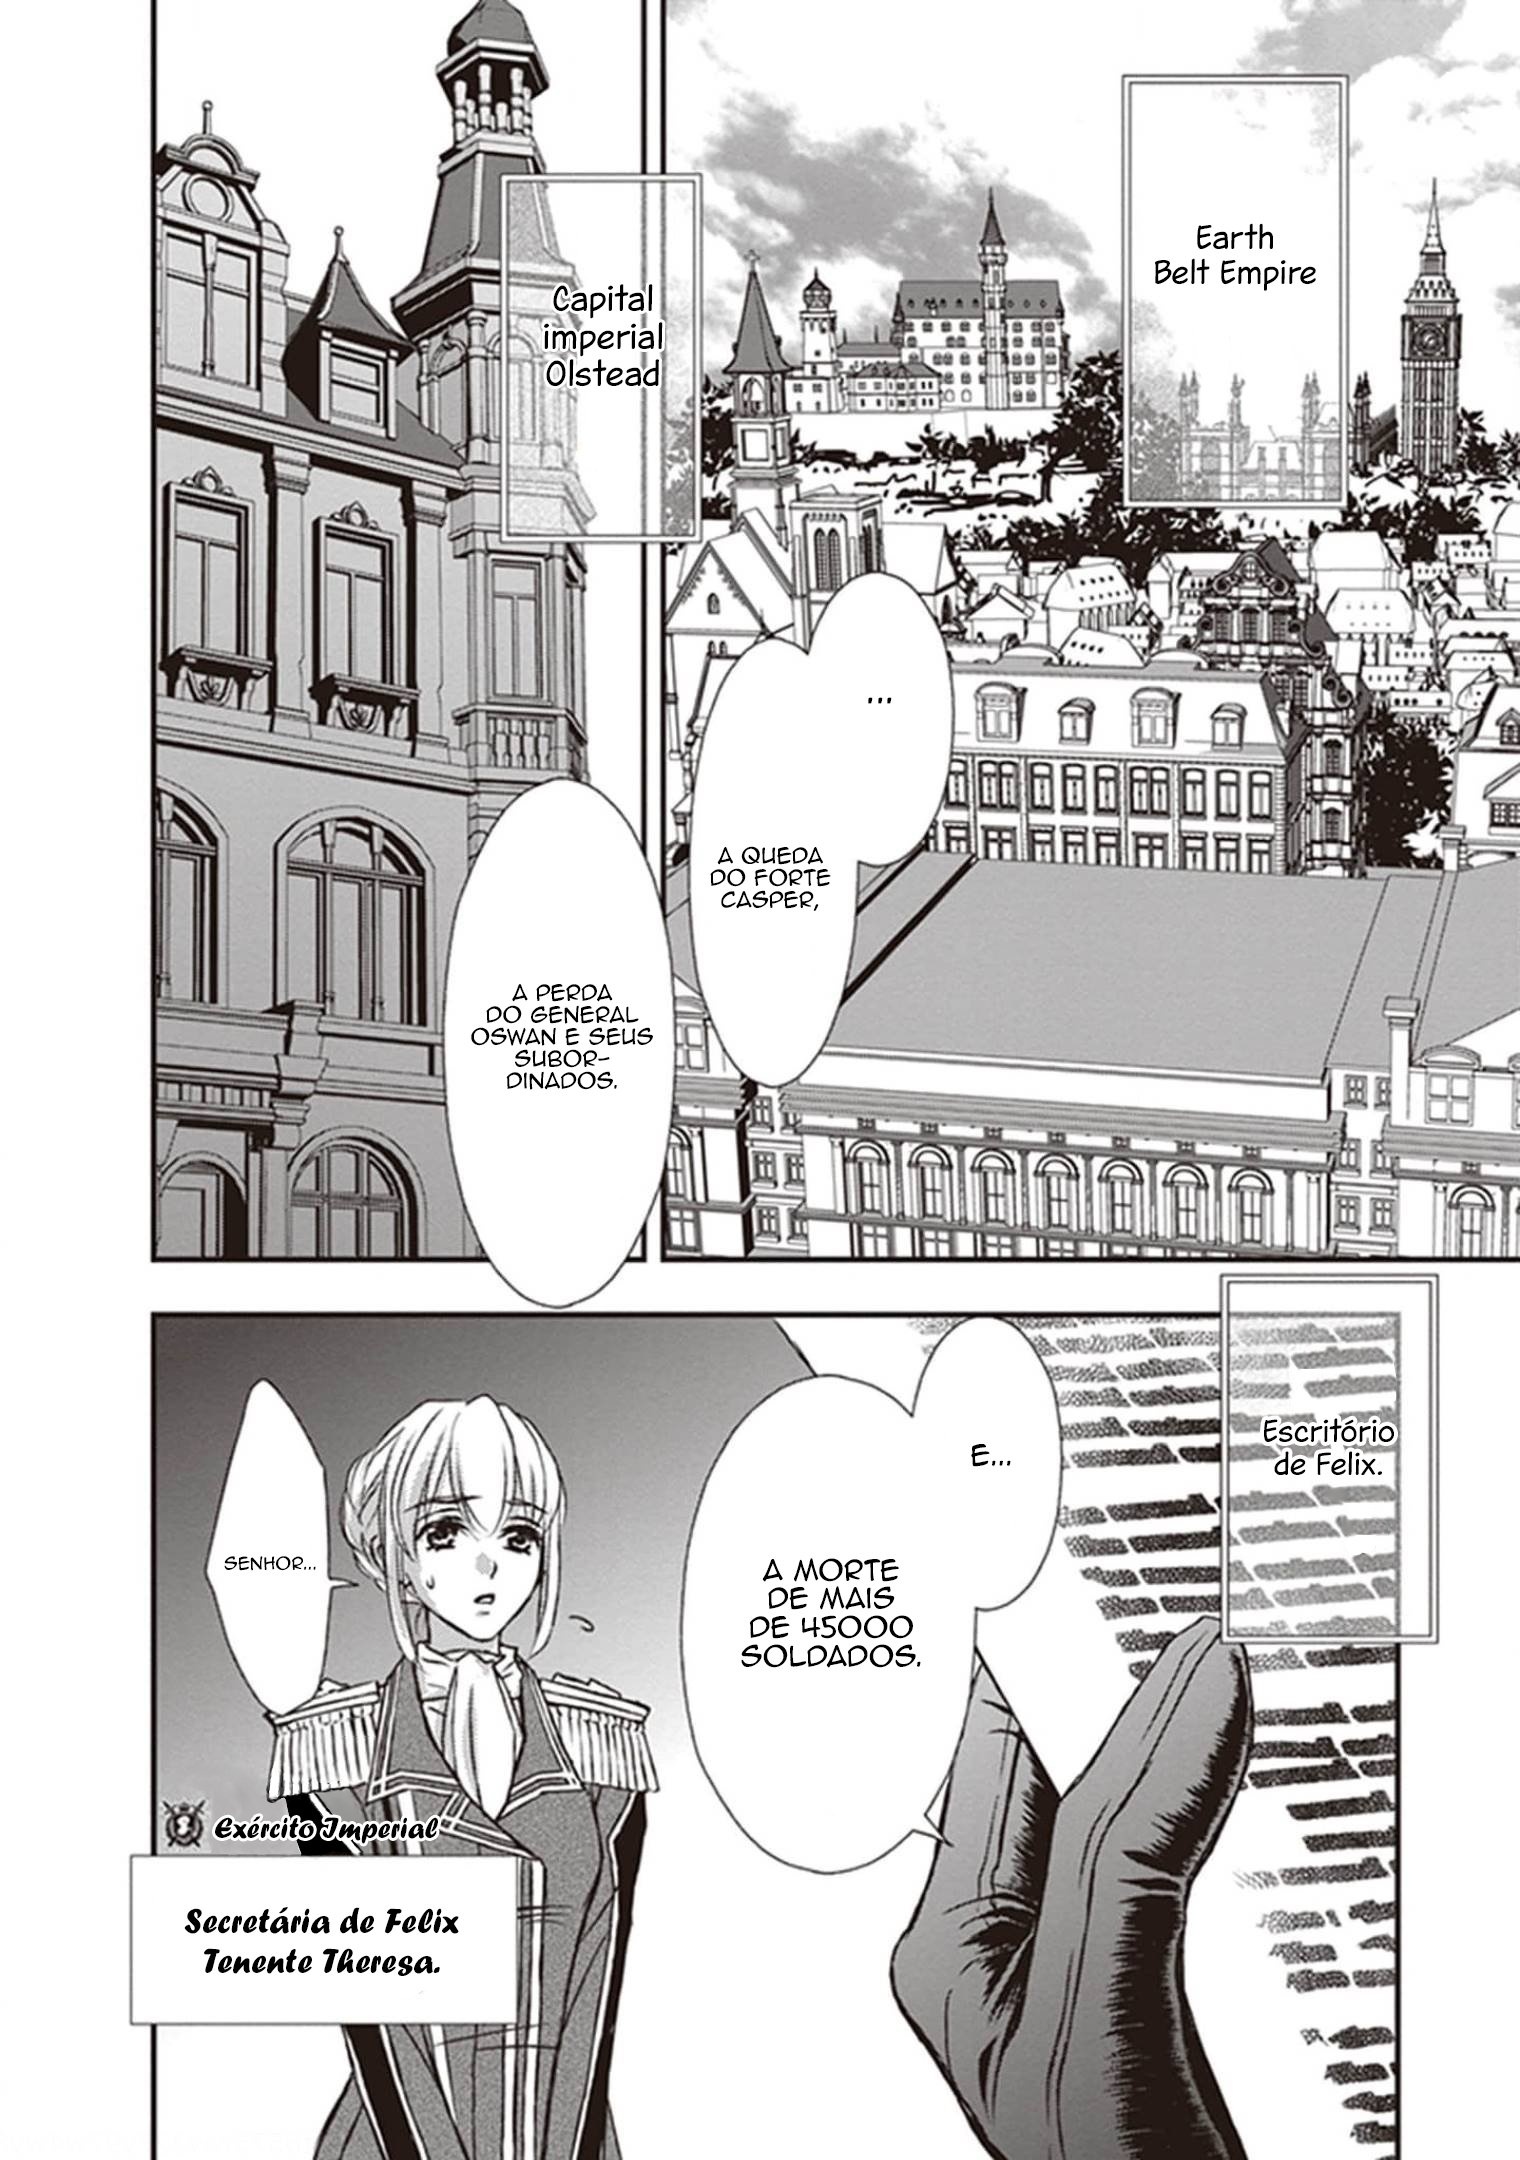 Earth
Belt Empire
Capital
imperial
Olstead
...
A QUEDA
DO FORTE
CASPER,
A PERDA
DO GENERAL
OSWAN E SEUS
SUBOR-
DINADOS.
Escritório
de Felix.
E...
A MORTE
DE MAIS
DE 45000
SOLDADOS.
SENHOR...
Exército Imperial
Secretária de Felix
Tenente Theresa.